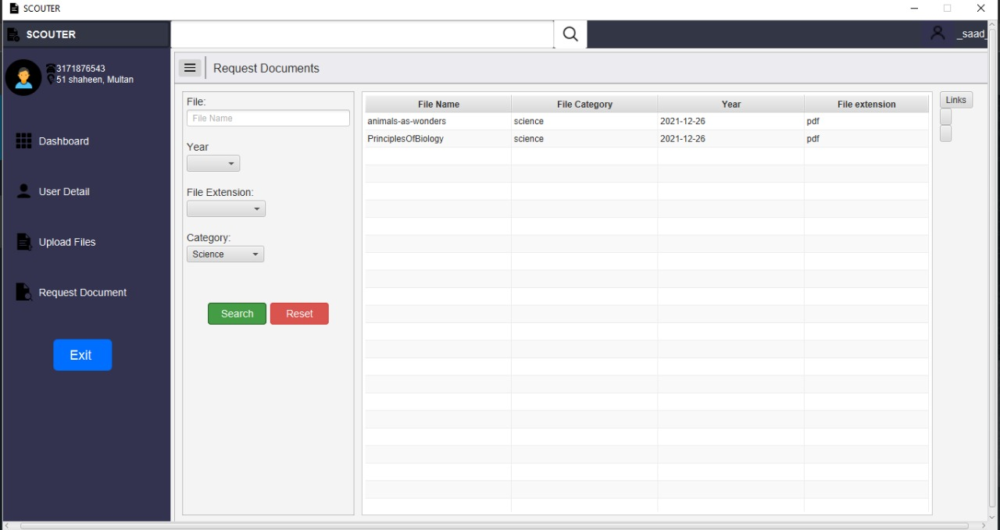 SCOUTER
SCOUTER
_saad_
3171876543
51 shaheen, Multan
Dashboard
User Detail
Upload Files
Request Document
Exit
Request Documents
File:
File Name
Year
File Extension:
Category:
Science
Search Reset
File Name File Category Year File extension
animals-as-wonders science 2021-12-26 pdf
PrinciplesOfBiology science 2021-12-26 pdf
Links